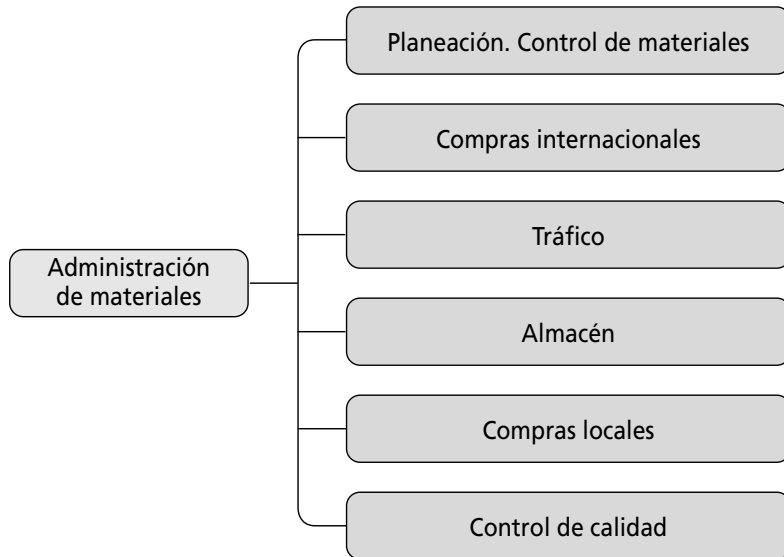 Planeación. Control de materiales
Compras internacionales
Tráfico
Administración
de materiales
Almacén
Compras locales
Control de calidad